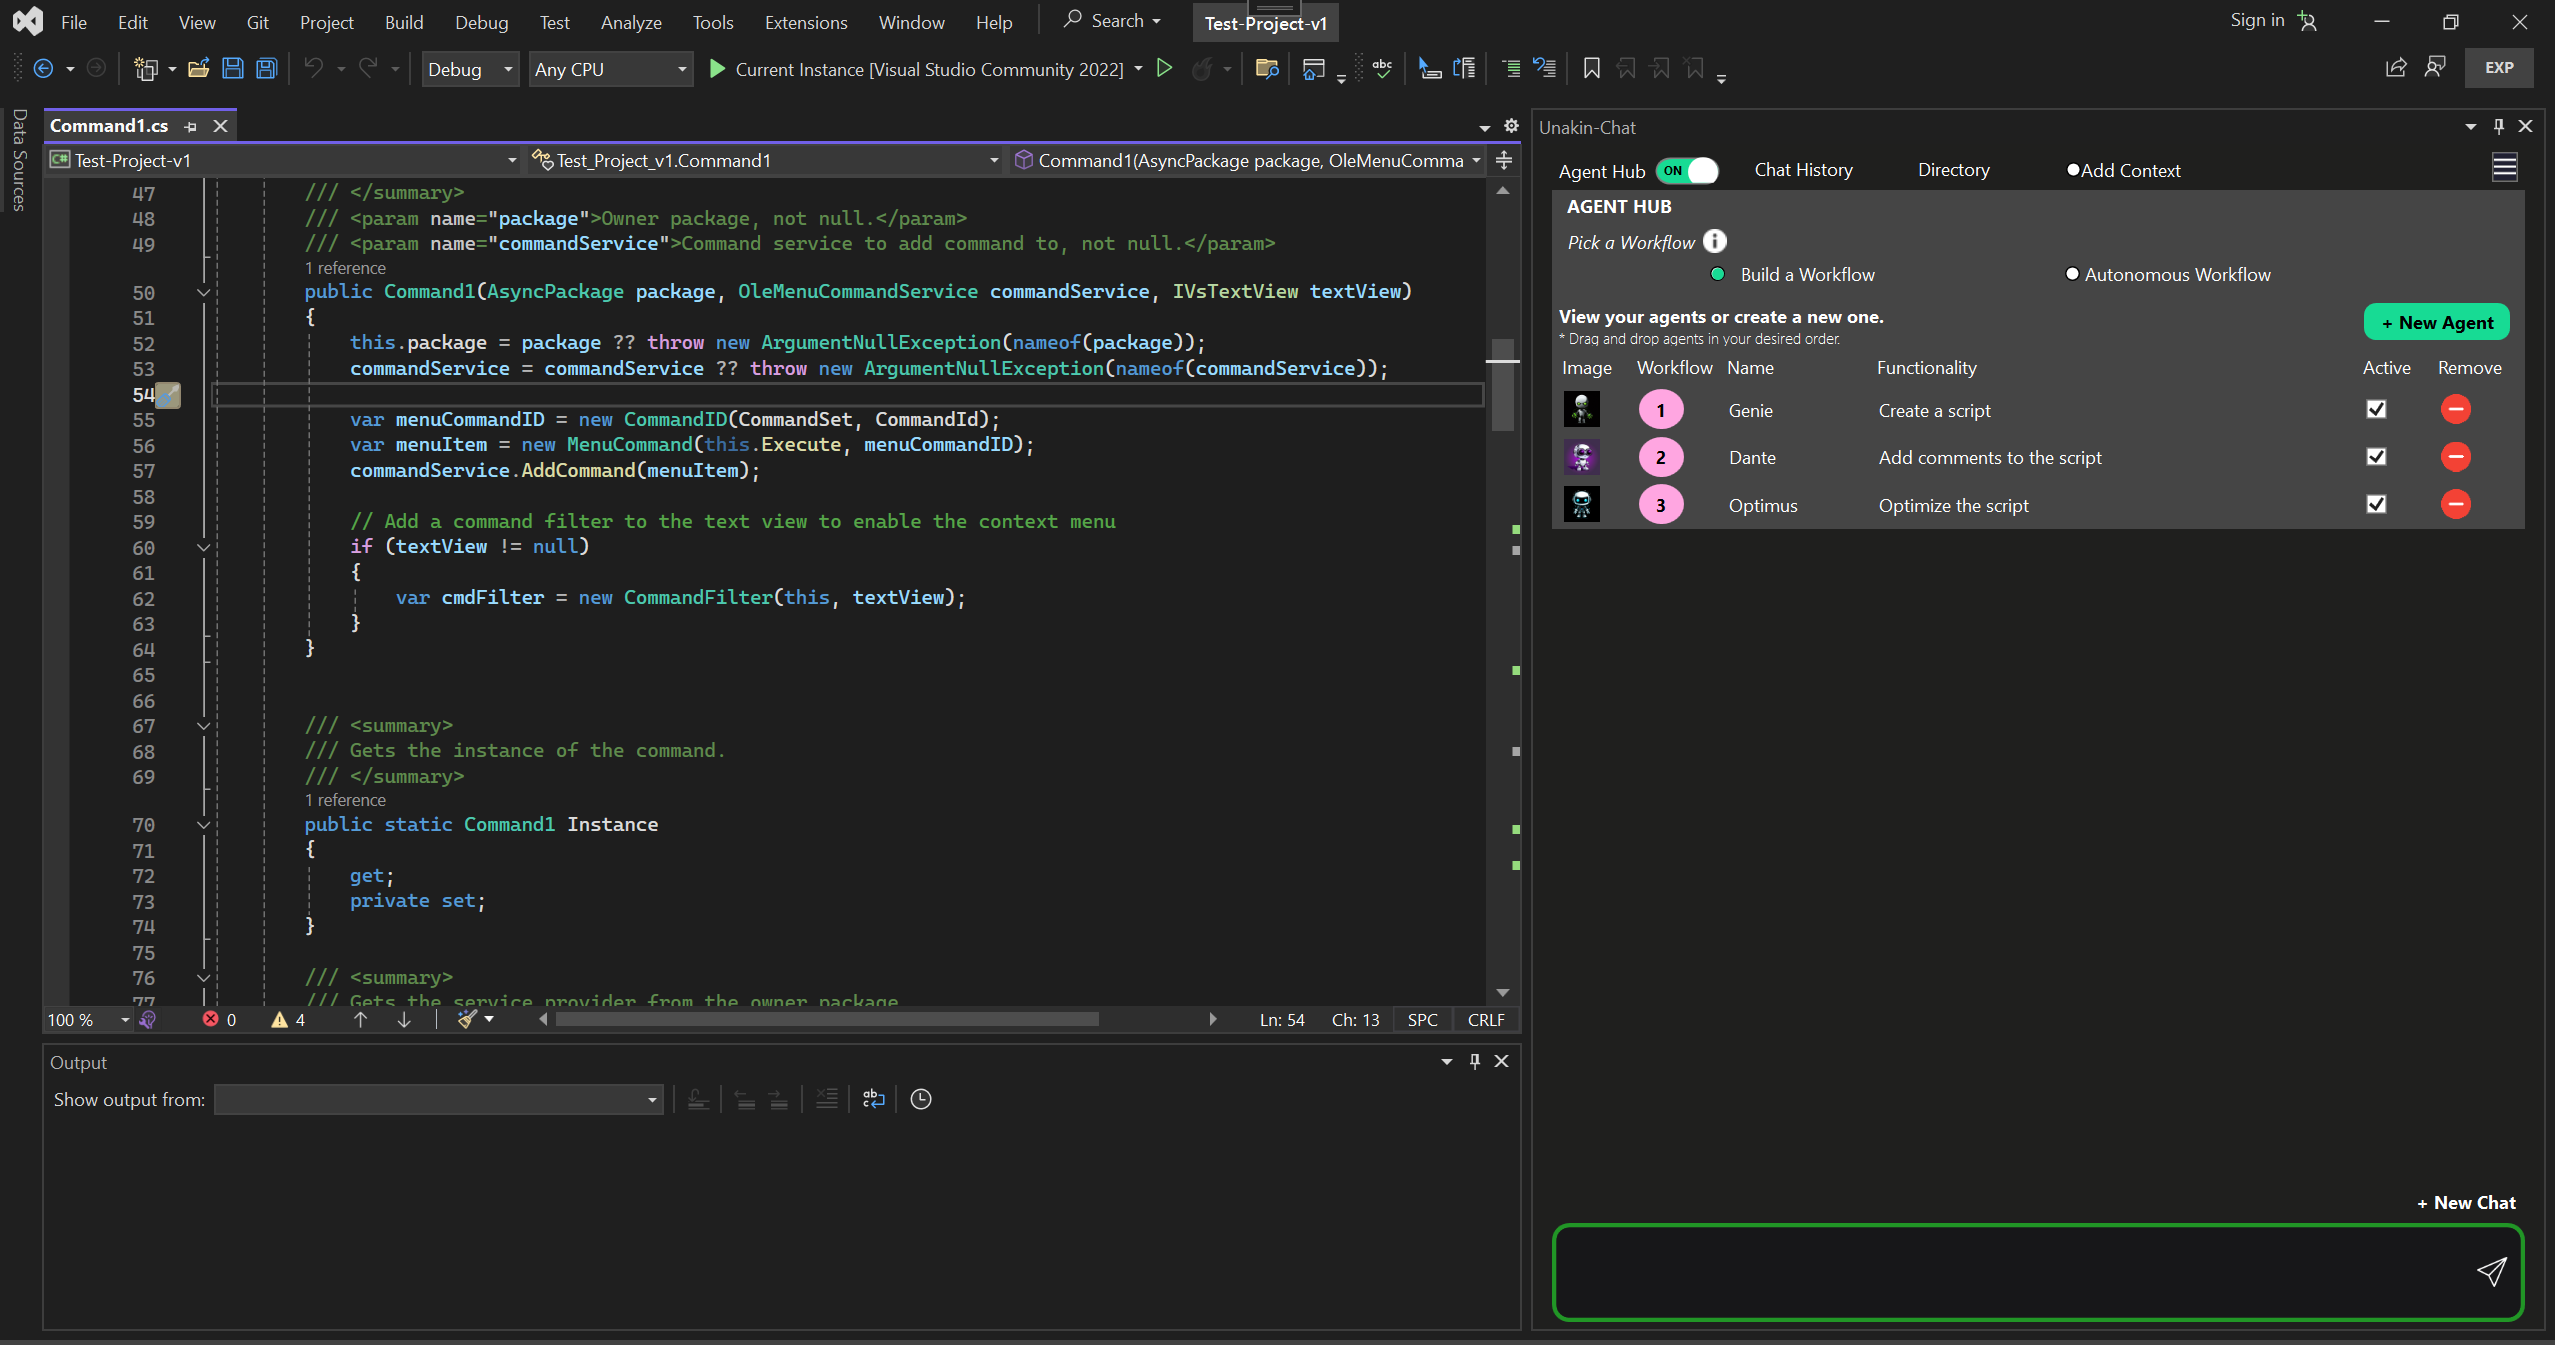 File Edit View Git Project Build Debug Test Analyze Tools Extensions Window Help Search Test-Project-v1 Sign in
Debug Any CPU Current Instance [Visual Studio Community 2022] abc EXP
Data Sources
Command1.cs
C# Test-Project-v1 Test_Project_v1.Command1 Command1(AsyncPackage package, OleMenuComma
47 /// </summary>
48 /// <param name="package">Owner package, not null.</param>
49 /// <param name="commandService">Command service to add command to, not null.</param>
1 reference
50 public Command1(AsyncPackage package, OleMenuCommandService commandService, IVsTextView textView)
51 {
52 this.package = package ?? throw new ArgumentNullException(nameof(package));
53 commandService = commandService ?? throw new ArgumentNullException(nameof(commandService));
54
55 var menuCommandID = new CommandID(CommandSet, CommandId);
56 var menuItem = new MenuCommand(this.Execute, menuCommandID);
57 commandService.AddCommand(menuItem);
58
59 // Add a command filter to the text view to enable the context menu
60 if (textView != null)
61 {
62 var cmdFilter = new CommandFilter(this, textView);
63 }
64 }
65
66
67 /// <summary>
68 /// Gets the instance of the command.
69 /// </summary>
1 reference
70 public static Command1 Instance
71 {
72 get;
73 private set;
74 }
75
76 /// <summary>
77 /// Gets the service provider from the owner package
100 % 0 4 Ln: 54 Ch: 13 SPC CRLF
Output
Show output from:
Unakin-Chat
Agent Hub ON Chat History Directory Add Context
AGENT HUB
Pick a Workflow
Build a Workflow Autonomous Workflow
View your agents or create a new one.
+ New Agent
* Drag and drop agents in your desired order.
Image Workflow Name Functionality Active Remove
1 Genie Create a script
2 Dante Add comments to the script
3 Optimus Optimize the script
+ New Chat